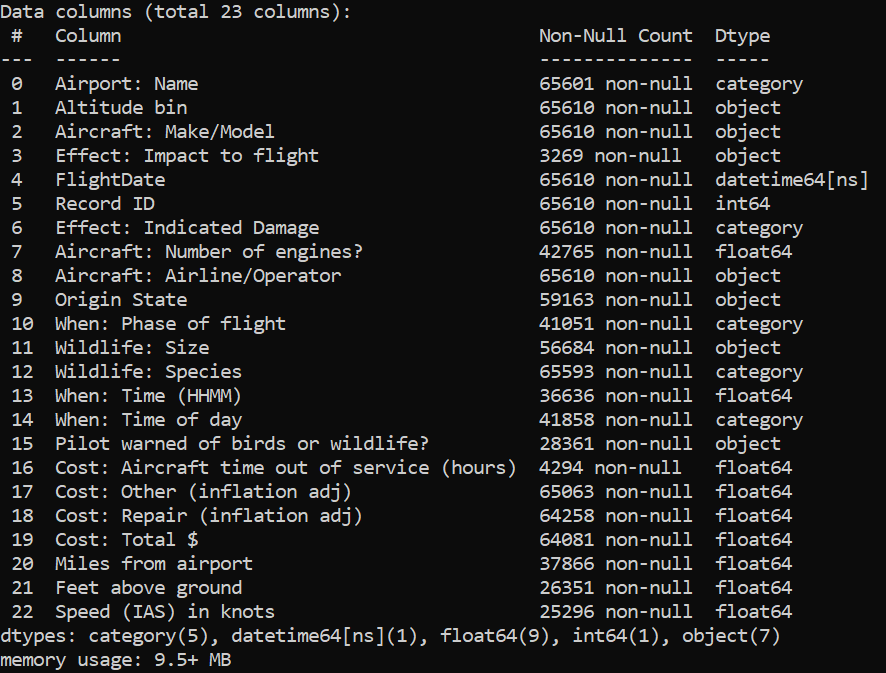 Data columns (total 23 columns):
 #   Column                                      Non-Null Count  Dtype
---  ------                                      --------------  -----
 0   Airport: Name                               65601 non-null  category
 1   Altitude bin                                65610 non-null  object
 2   Aircraft: Make/Model                        65610 non-null  object
 3   Effect: Impact to flight                    3269 non-null   object
 4   FlightDate                                  65610 non-null  datetime64[ns]
 5   Record ID                                   65610 non-null  int64
 6   Effect: Indicated Damage                    65610 non-null  category
 7   Aircraft: Number of engines?                42765 non-null  float64
 8   Aircraft: Airline/Operator                  65610 non-null  object
 9   Origin State                                59163 non-null  object
 10  When: Phase of flight                       41051 non-null  category
 11  Wildlife: Size                              56684 non-null  object
 12  Wildlife: Species                           65593 non-null  category
 13  When: Time (HHMM)                           36636 non-null  float64
 14  When: Time of day                           41858 non-null  category
 15  Pilot warned of birds or wildlife?          28361 non-null  object
 16  Cost: Aircraft time out of service (hours)  4294 non-null   float64
 17  Cost: Other (inflation adj)                 65063 non-null  float64
 18  Cost: Repair (inflation adj)                64258 non-null  float64
 19  Cost: Total $                               64081 non-null  float64
 20  Miles from airport                          37866 non-null  float64
 21  Feet above ground                           26351 non-null  float64
 22  Speed (IAS) in knots                        25296 non-null  float64
dtypes: category(5), datetime64[ns](1), float64(9), int64(1), object(7)
memory usage: 9.5+ MB